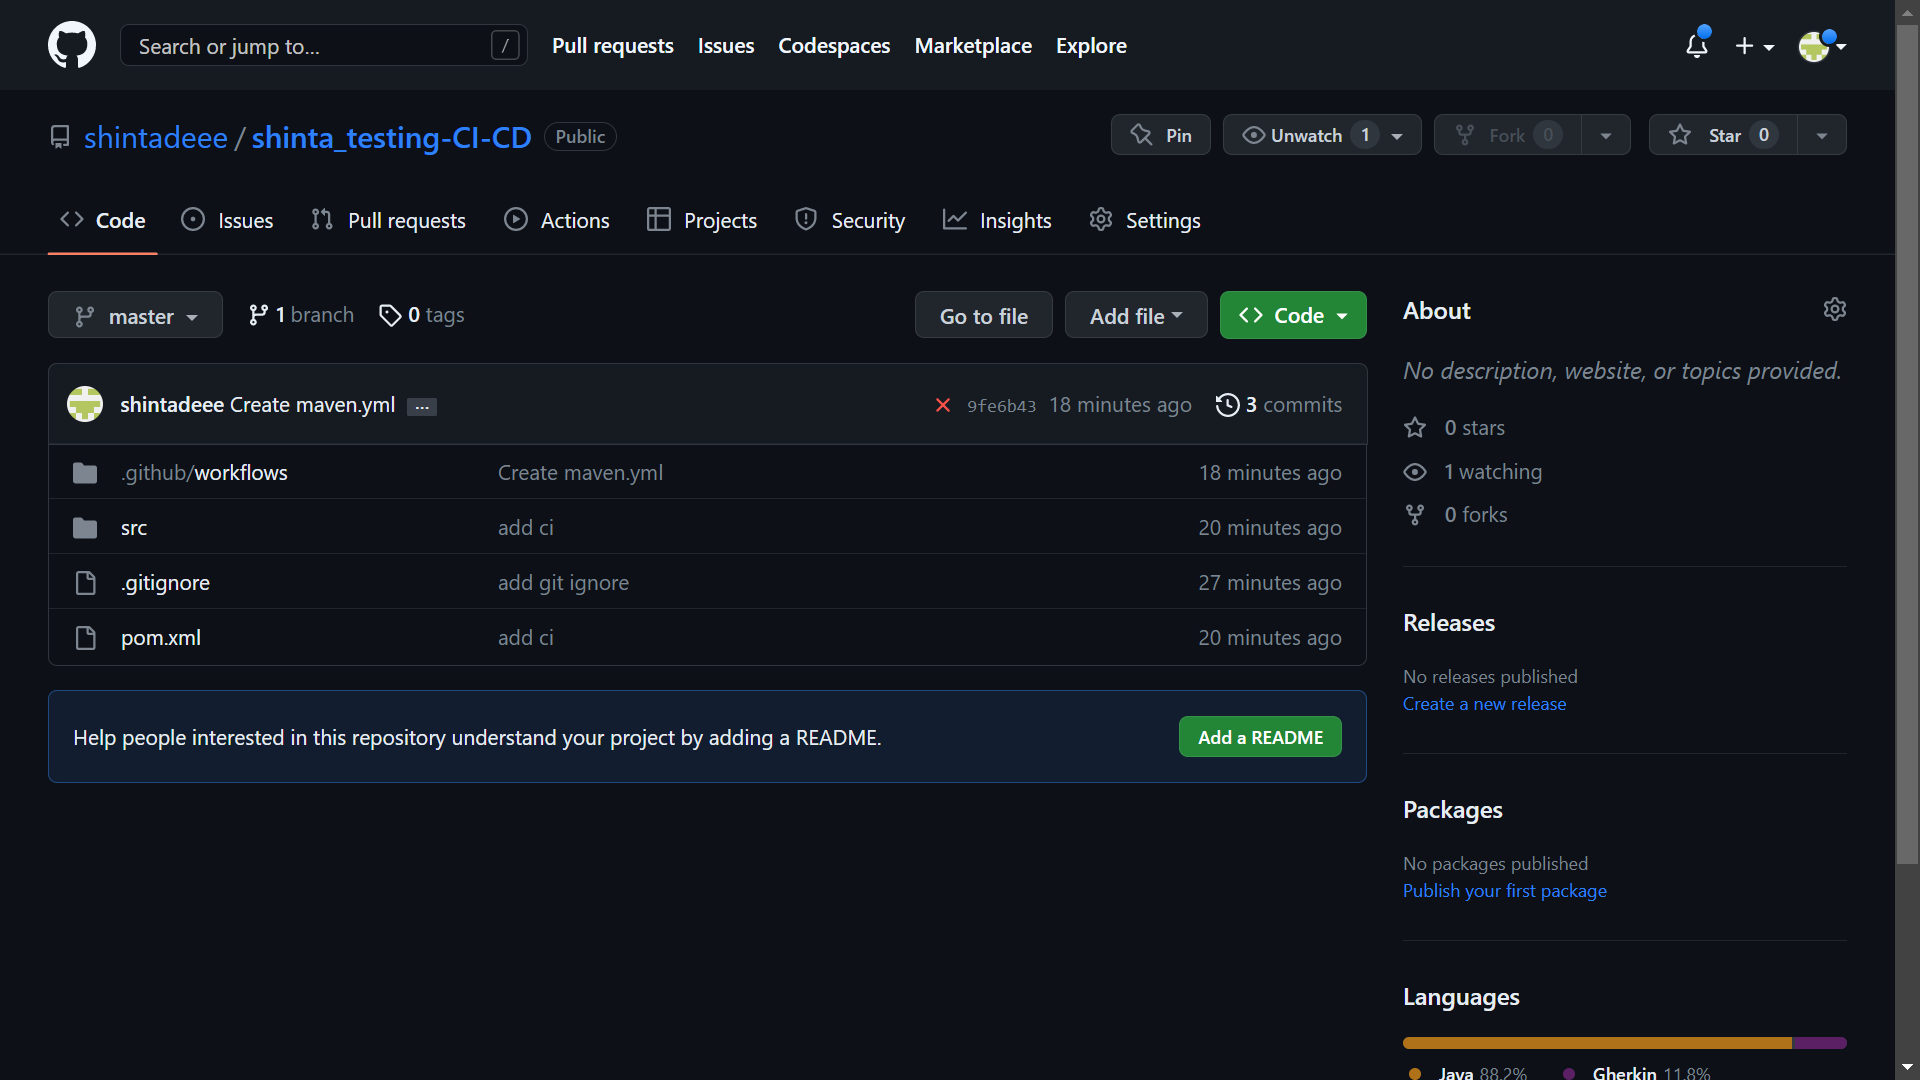 Search or jump to... /
Pull requests Issues Codespaces Marketplace Explore
shintadeee / shinta_testing-CI-CD Public
Pin Unwatch 1 Fork 0 Star 0
Code Issues Pull requests Actions Projects Security Insights Settings
master 1 branch 0 tags Go to file Add file Code
shintadeee Create maven.yml ... 9fe6b43 18 minutes ago 3 commits
.github/workflows Create maven.yml 18 minutes ago
src add ci 20 minutes ago
.gitignore add git ignore 27 minutes ago
pom.xml add ci 20 minutes ago
Help people interested in this repository understand your project by adding a README. Add a README
About
No description, website, or topics provided.
0 stars
1 watching
0 forks
Releases
No releases published
Create a new release
Packages
No packages published
Publish your first package
Languages
Java 88.2% Gherkin 11.8%